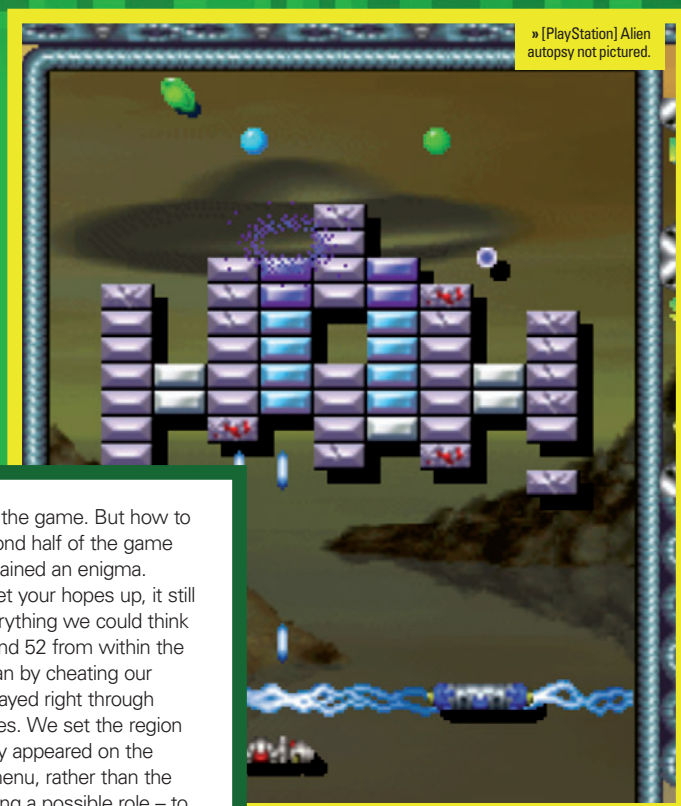 » [PlayStation] Alien
autopsy not pictured.
the game. But how to
ond half of the game
ained an enigma.
et your hopes up, it still
erything we could think
nd 52 from within the
an by cheating our
ayed right through
es. We set the region
y appeared on the
menu, rather than the
ng a possible role – to